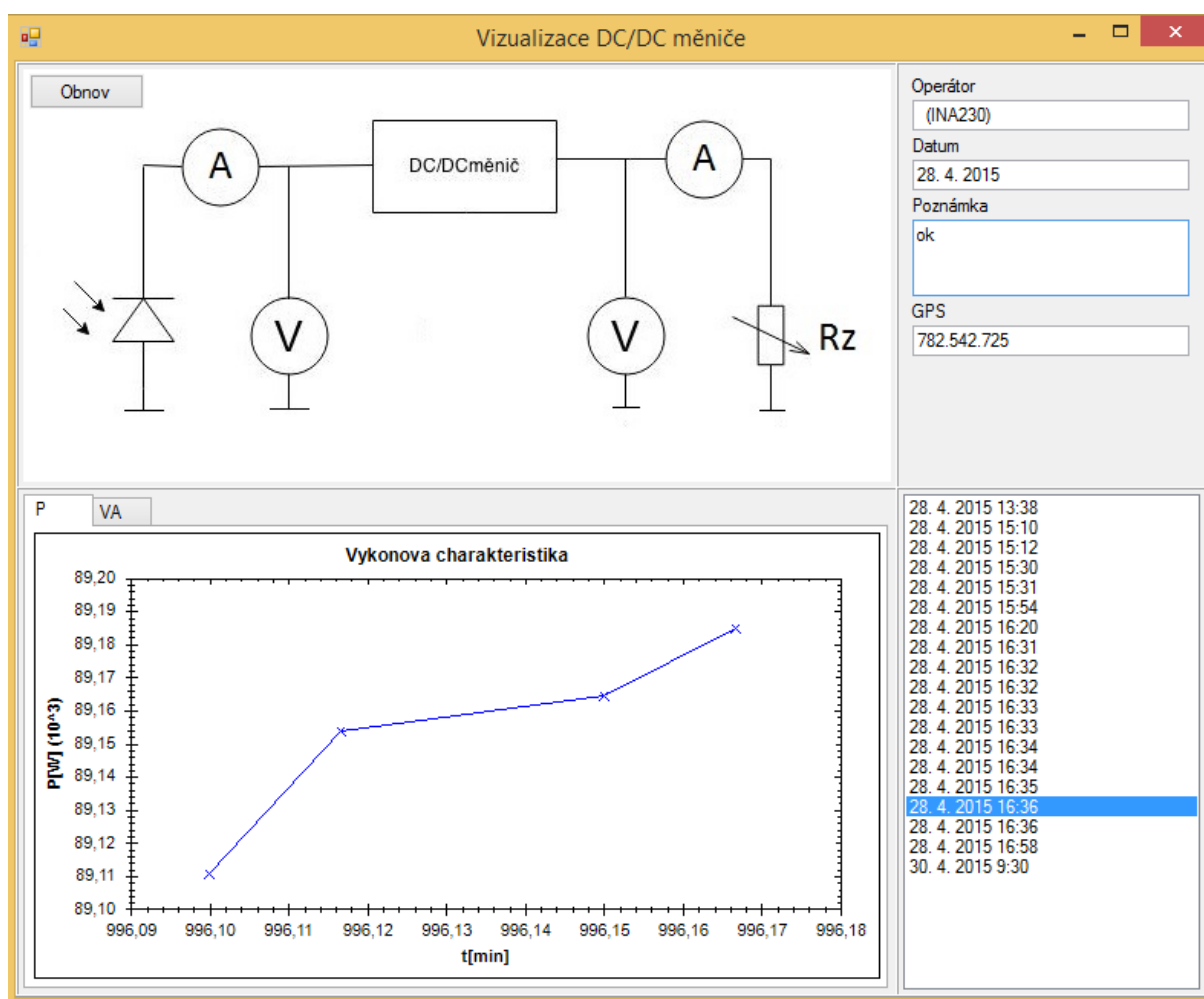 Vizualizace DC/DC měniče
Obnov
A
DC/DCměnič
A
V
V
Rz
Operátor
(INA230)
Datum
28. 4. 2015
Poznámka
ok
GPS
782.542.725
P
VA
Vykonova charakteristika
P[W] (10^3)
89,20
89,19
89,18
89,17
89,16
89,15
89,14
89,13
89,12
89,11
89,10
996,09 996,10 996,11 996,12 996,13 996,14 996,15 996,16 996,17 996,18
t[min]
28. 4. 2015 13:38
28. 4. 2015 15:10
28. 4. 2015 15:12
28. 4. 2015 15:30
28. 4. 2015 15:31
28. 4. 2015 15:54
28. 4. 2015 16:20
28. 4. 2015 16:31
28. 4. 2015 16:32
28. 4. 2015 16:32
28. 4. 2015 16:33
28. 4. 2015 16:33
28. 4. 2015 16:34
28. 4. 2015 16:34
28. 4. 2015 16:35
28. 4. 2015 16:36
28. 4. 2015 16:36
28. 4. 2015 16:58
30. 4. 2015 9:30